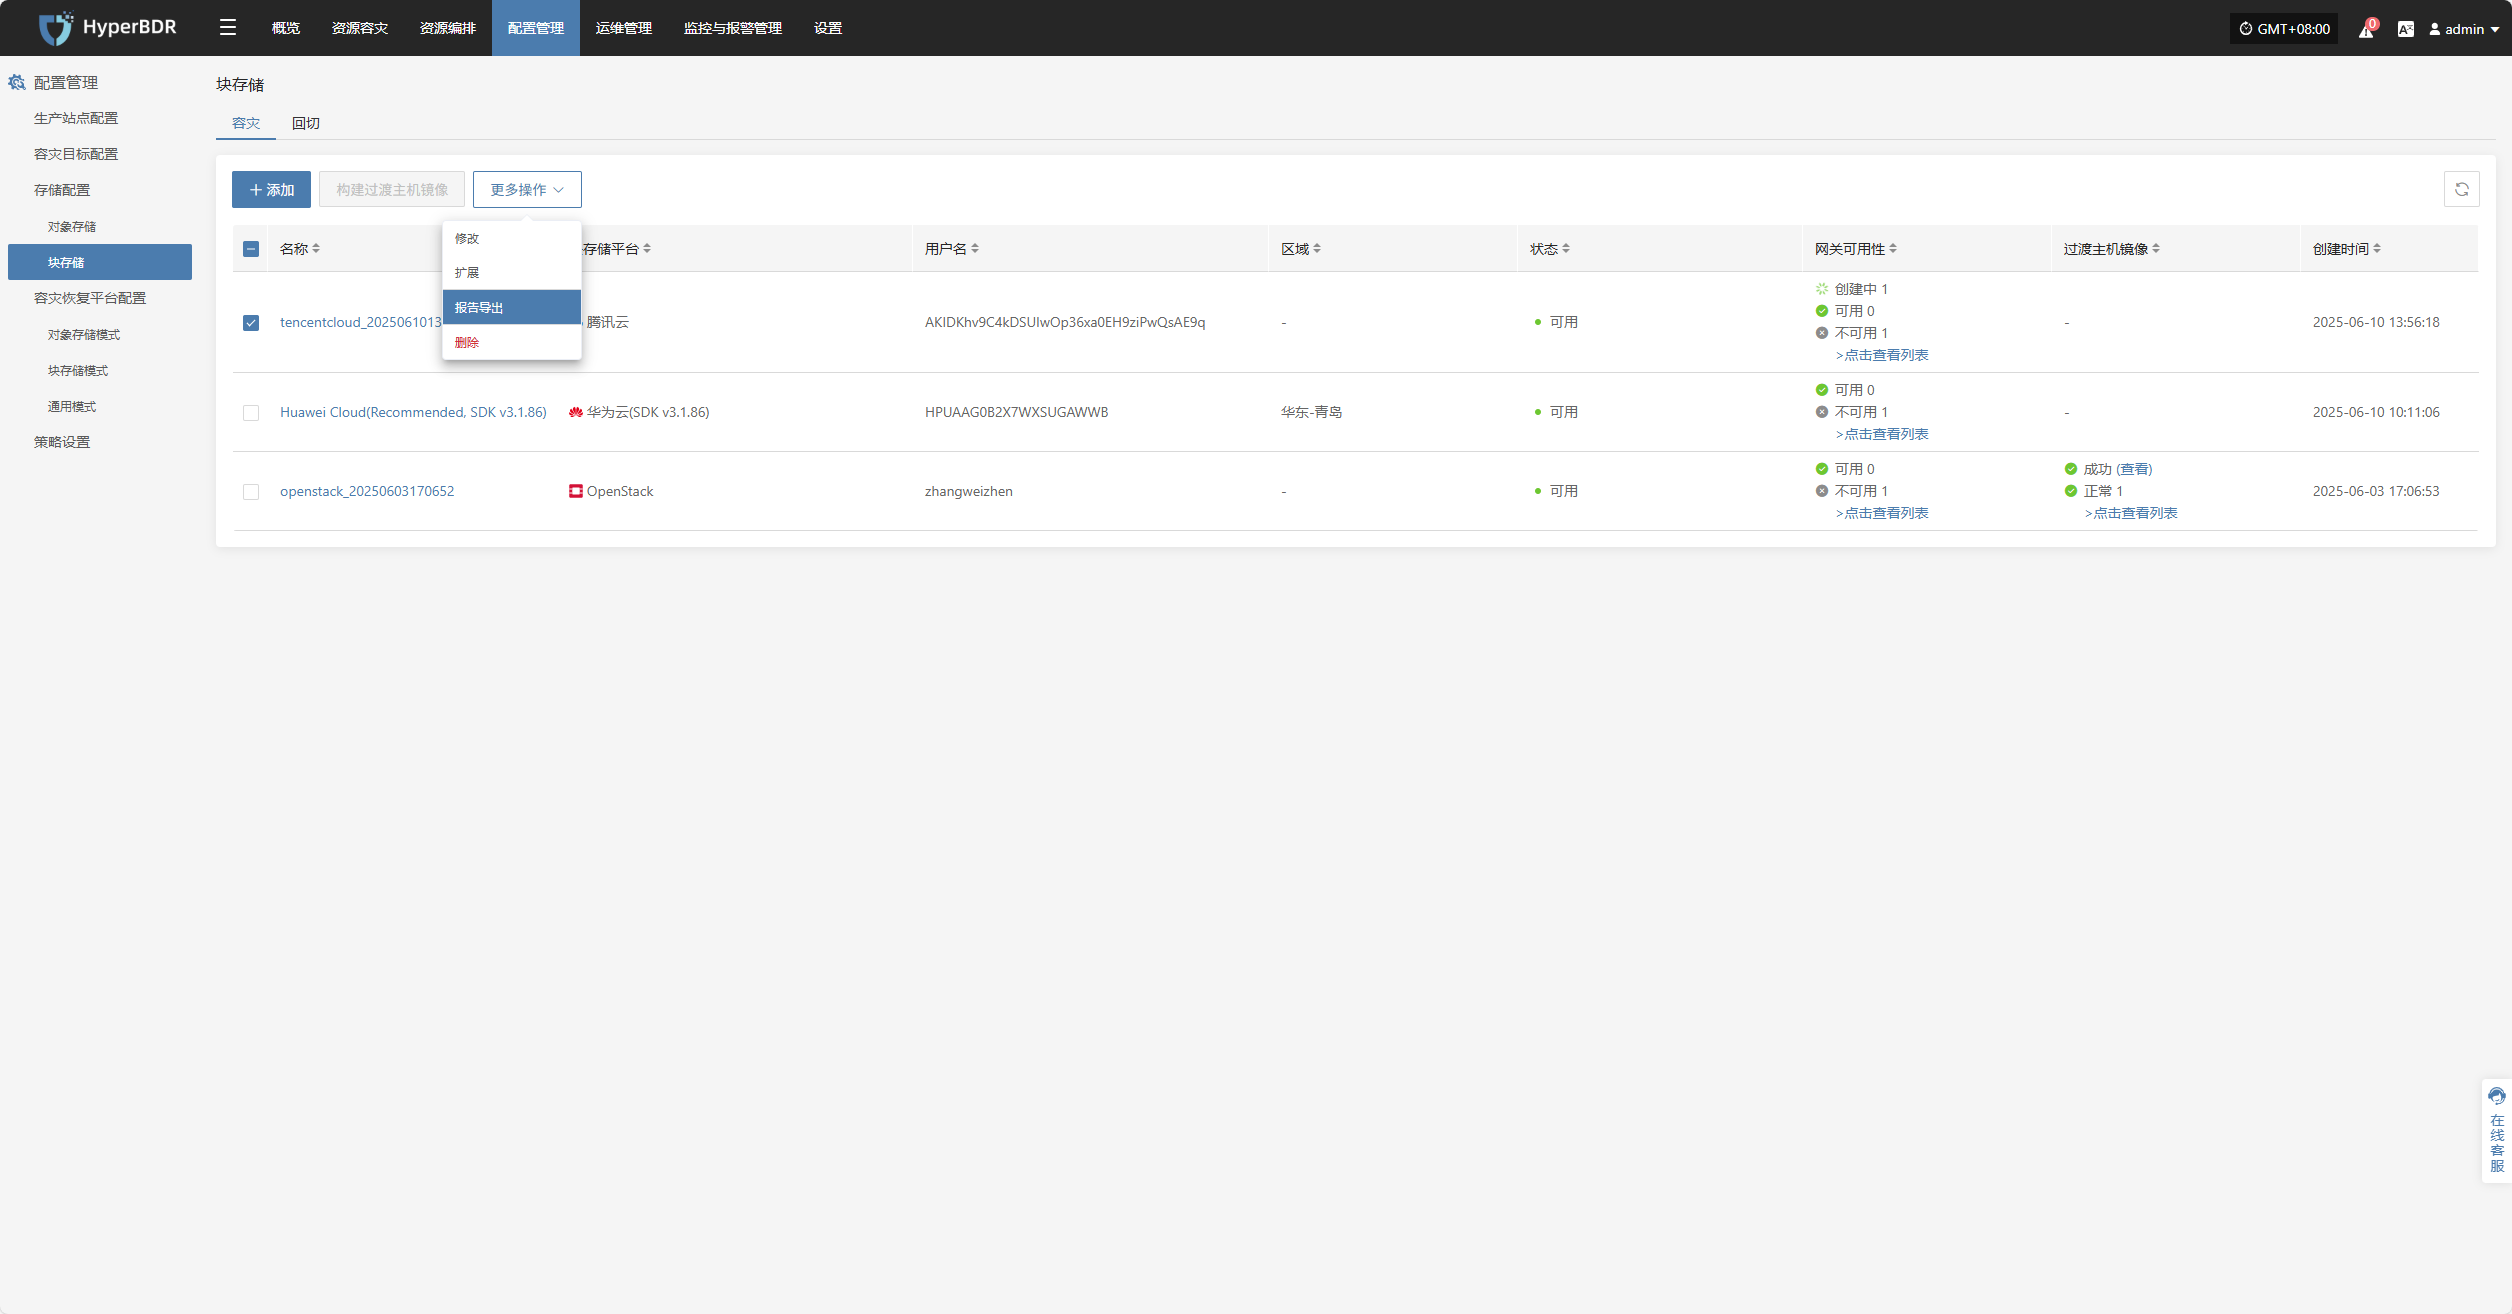 HyperBDR
概览
资源容灾
资源编排
配置管理
运维管理
监控与报警管理
设置
GMT+08:00
0
admin
配置管理
生产站点配置
容灾目标配置
存储配置
对象存储
块存储
容灾恢复平台配置
对象存储模式
块存储模式
通用模式
策略设置
块存储
容灾
回切
添加
构建过渡主机镜像
更多操作
修改
扩展
报告导出
删除
名称
存储平台
用户名
区域
状态
网关可用性
过渡主机镜像
创建时间
tencentcloud_2025061013
腾讯云
AKIDKhv9C4kDSUIwOp36xa0EH9ziPwQsAE9q
-
可用
创建中 1
可用 0
不可用 1
>点击查看列表
-
2025-06-10 13:56:18
Huawei Cloud(Recommended, SDK v3.1.86)
华为云(SDK v3.1.86)
HPUAAG0B2X7WXSUGAWWB
华东-青岛
可用
可用 0
不可用 1
>点击查看列表
-
2025-06-10 10:11:06
openstack_20250603170652
OpenStack
zhangweizhen
-
可用
可用 0
不可用 1
>点击查看列表
成功 (查看)
正常 1
>点击查看列表
2025-06-03 17:06:53
在线客服